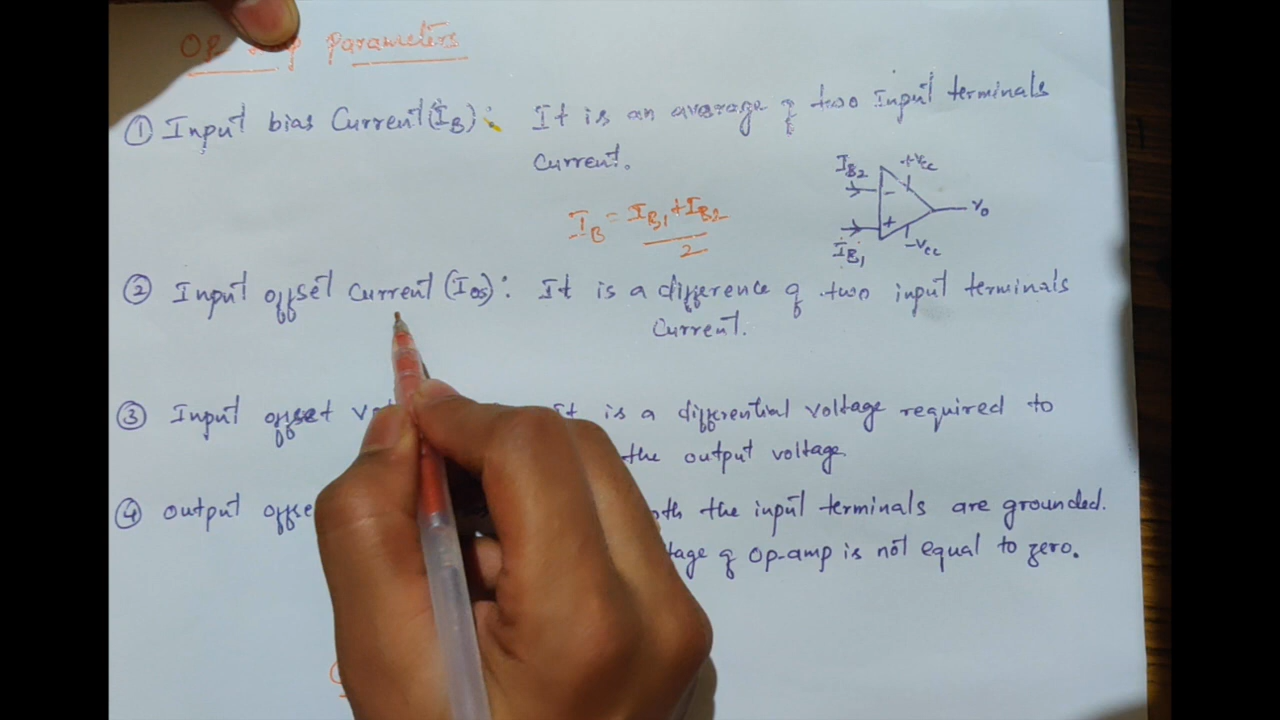 Op amp parameters
① Input bias Current (IB) : It is an average of two Input terminals
Current.
IB = IB1 + IB2
2
IB2
+Vcc
-
V0
+
-Vcc
IB1
② Input offset Current (Ios) : It is a difference of two input terminals
Current.
③ Input offset It is a differential voltage required to
the output voltage
④ output the input terminals are grounded.
of Op-amp is not equal to zero.